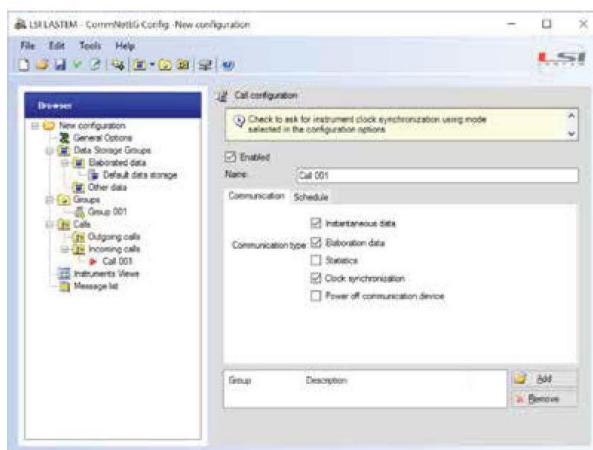 LSI LASTEM - CommNetEG Config -New configuration
File Edit Tools Help
LSI
LASTEM
Browser
New configuration
General Options
Data Storage Groups
Elaborated data
Default data storage
Other data
Groups
Group 001
Calls
Outgoing calls
Incoming calls
Call 001
Instruments Views
Message list
Call configuration
Check to ask for instrument clock synchronization using mode
selected in the configuration options
Enabled
Name: Call 001
Communication Schedule
Instantaneous data
Communication type: Elaboration data
Statistics
Clock synchronization
Power off communication device
Group Description
Add
Remove